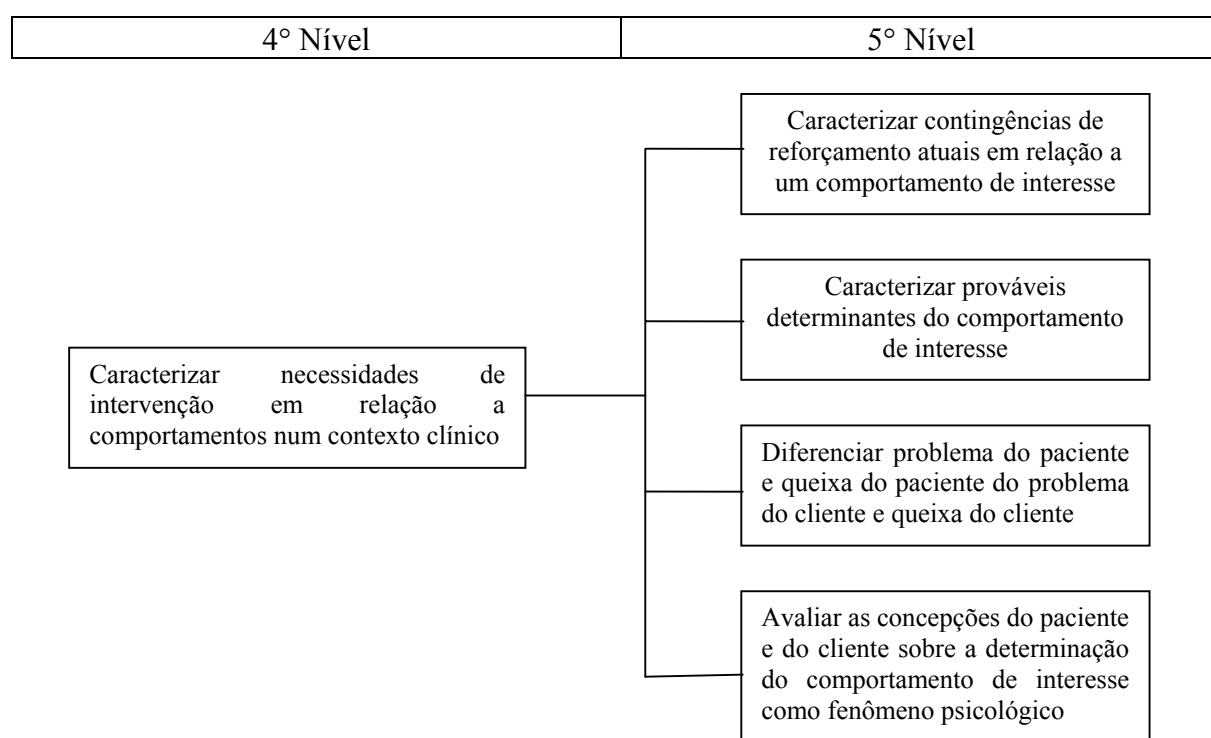 4° Nível
5° Nível
Caracterizar contingências de
reforçamento atuais em relação a
um comportamento de interesse
Caracterizar prováveis
determinantes do comportamento
de interesse
Caracterizar necessidades de
intervenção em relação a
comportamentos num contexto clínico
Diferenciar problema do paciente
e queixa do paciente do problema
do cliente e queixa do cliente
Avaliar as concepções do paciente
e do cliente sobre a determinação
do comportamento de interesse
como fenômeno psicológico